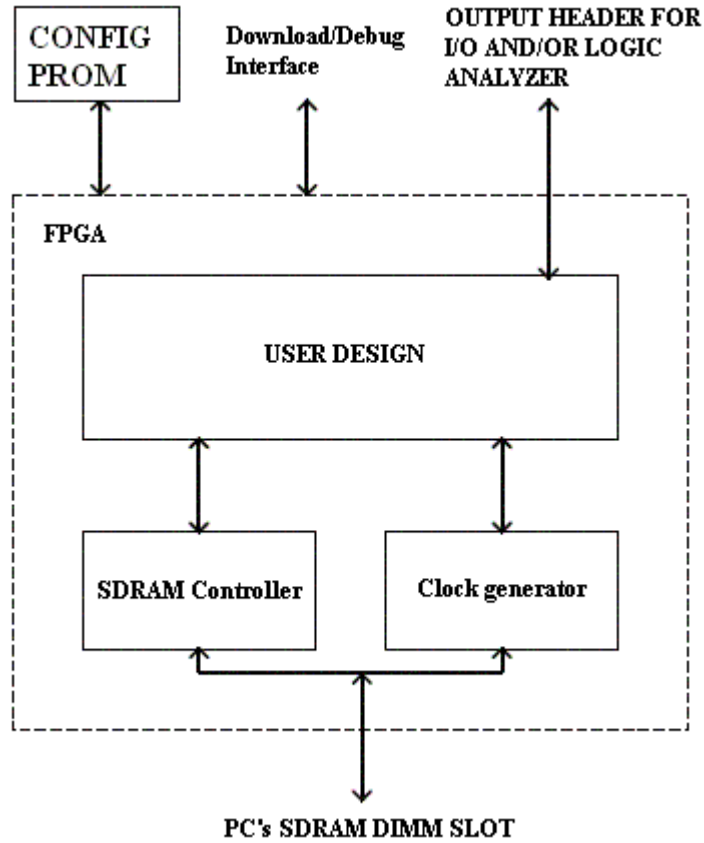 CONFIG
PROM
Download/Debug
Interface
OUTPUT HEADER FOR
I/O AND/OR LOGIC
ANALYZER
FPGA
USER DESIGN
SDRAM Controller
Clock generator
PC's SDRAM DIMM SLOT